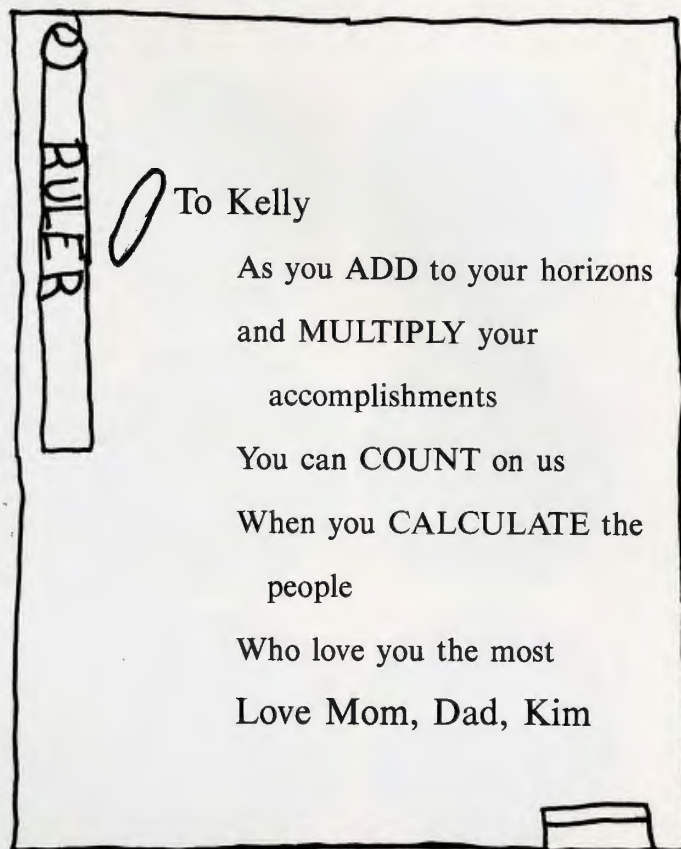 RULER
To Kelly
As you ADD to your horizons
and MULTIPLY your
accomplishments
You can COUNT on us
When you CALCULATE the
people
Who love you the most
Love Mom, Dad, Kim